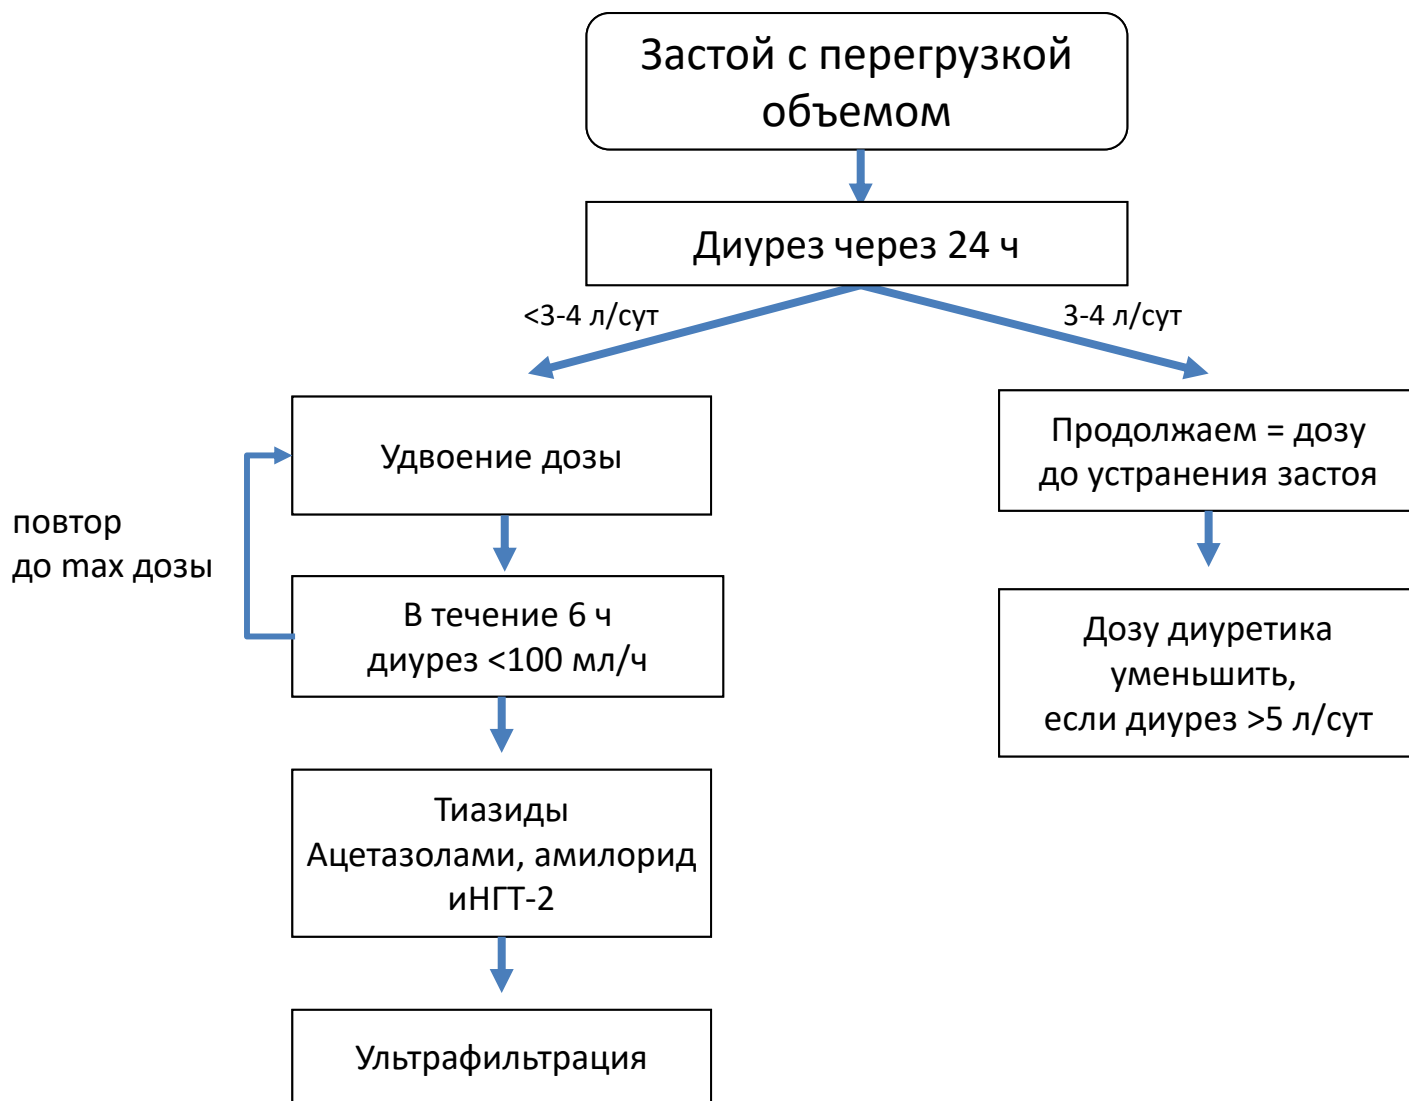 Застой с перегрузкой
объемом
Диурез через 24 ч
<3-4 л/сут
3-4 л/сут
Удвоение дозы
Продолжаем = дозу
до устранения застоя
повтор
до max дозы
В течение 6 ч
диурез <100 мл/ч
Дозу диуретика
уменьшить,
если диурез >5 л/сут
Тиазиды
Ацетазолами, амилорид
иНГТ-2
Ультрафильтрация